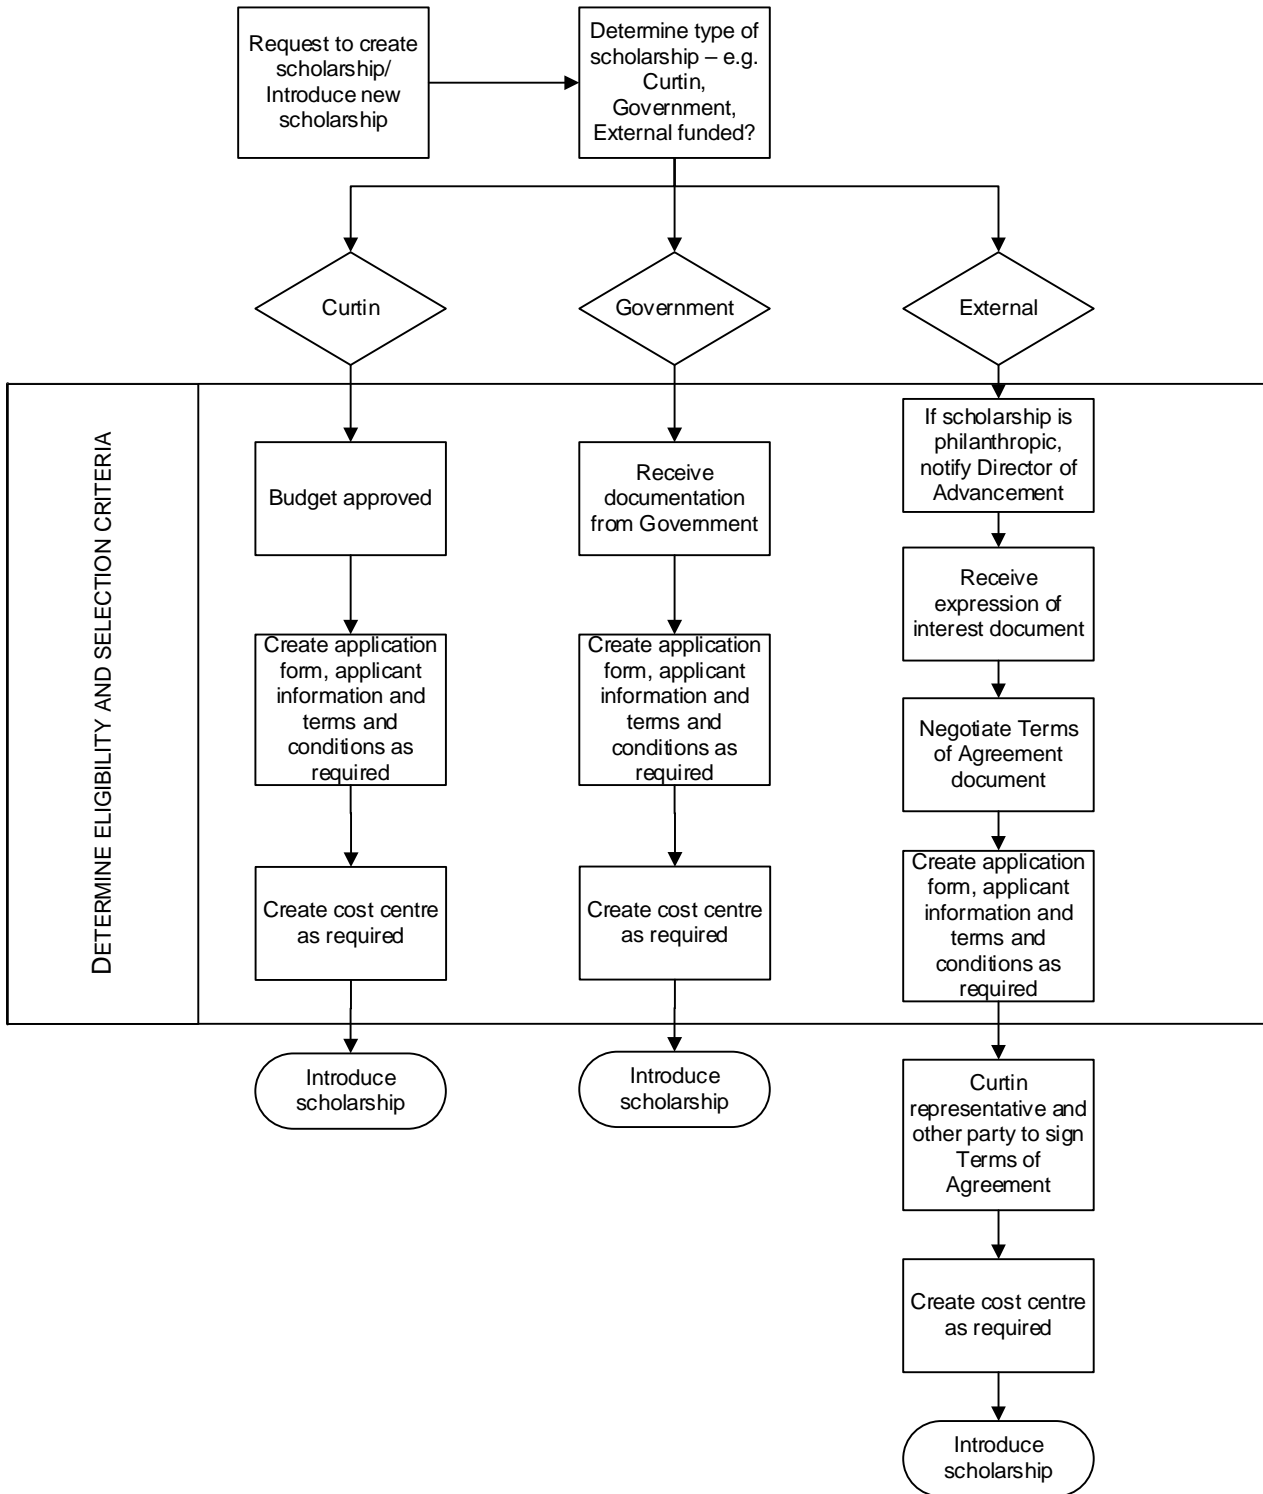 Request to create
scholarship/
Introduce new
scholarship
Determine type of
scholarship – e.g.
Curtin,
Government,
External funded?
Curtin
Government
External
DETERMINE ELIGIBILITY AND SELECTION CRITERIA
Budget approved
Create application
form, applicant
information and
terms and
conditions as
required
Create cost centre
as required
Introduce
scholarship
Receive
documentation
from Government
Create application
form, applicant
information and
terms and
conditions as
required
Create cost centre
as required
Introduce
scholarship
If scholarship is
philanthropic,
notify Director of
Advancement
Receive
expression of
interest document
Negotiate Terms
of Agreement
document
Create application
form, applicant
information and
terms and
conditions as
required
Curtin
representative and
other party to sign
Terms of
Agreement
Create cost centre
as required
Introduce
scholarship